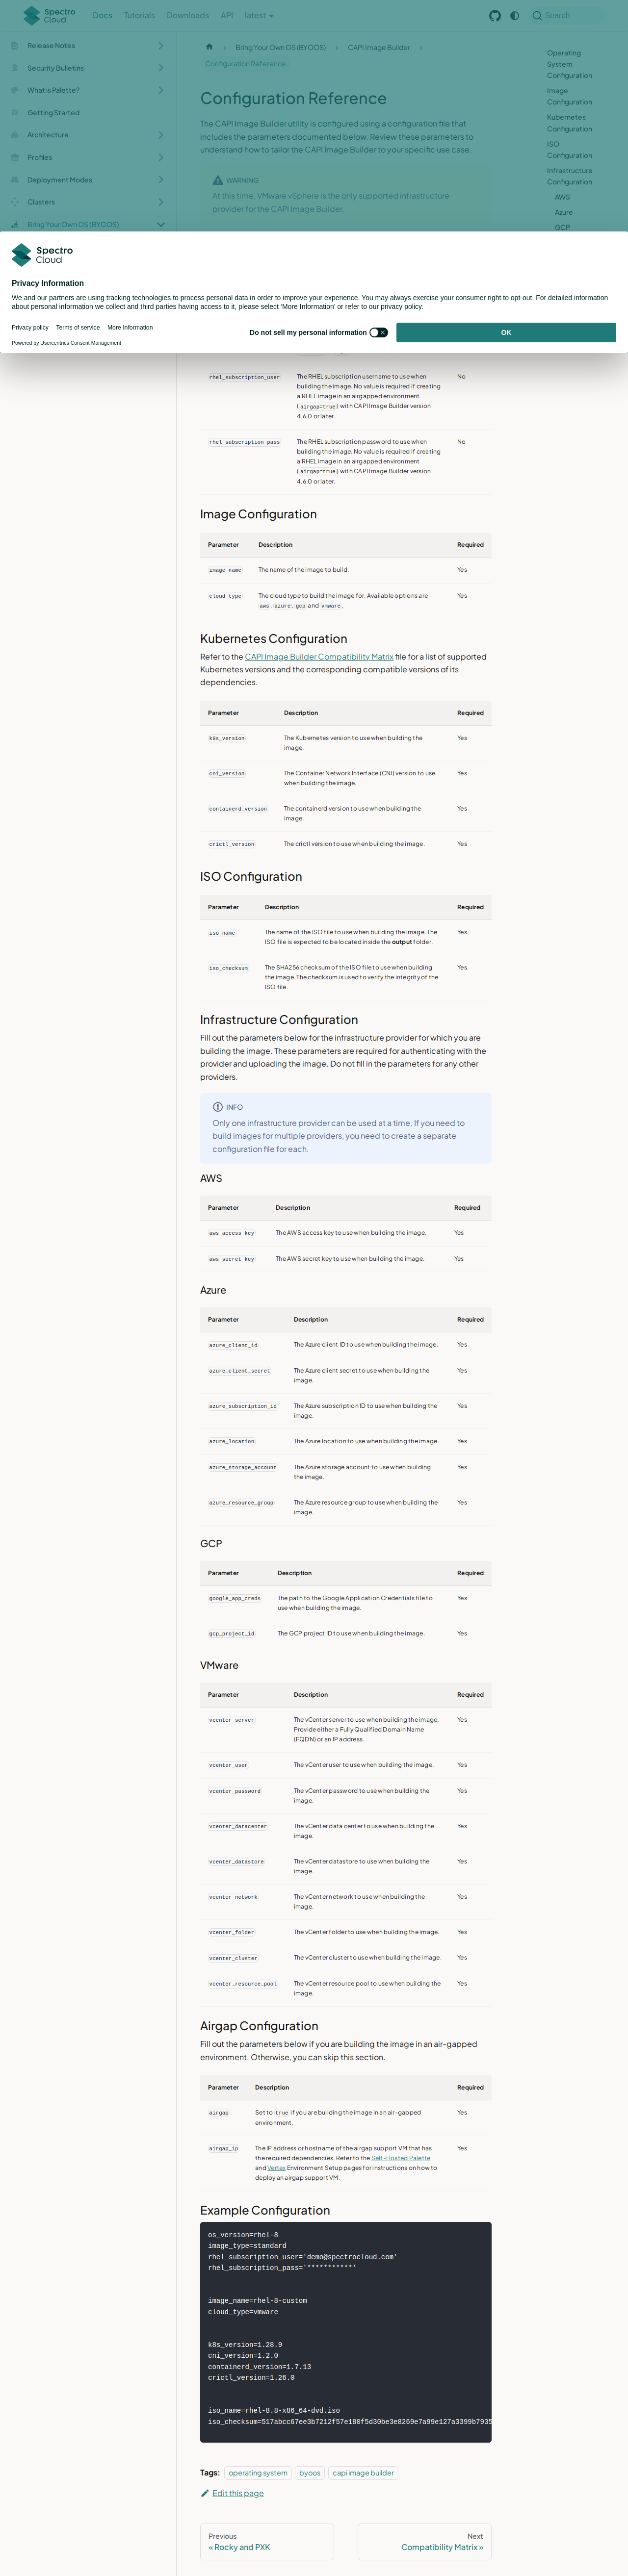 Spectro Cloud
Docs
Tutorials
Downloads
API
latest
Search
Release Notes
Security Bulletins
What is Palette?
Getting Started
Architecture
Profiles
Deployment Modes
Clusters
Bring Your Own OS (BYOOS)
Bring Your Own OS (BYOOS)
CAPI Image Builder
Configuration Reference
Configuration Reference
The CAPI Image Builder utility is configured using a configuration file that
includes the parameters documented below. Review these parameters to
understand how to tailor the CAPI Image Builder to your specific use case.
WARNING
At this time, VMware vSphere is the only supported infrastructure
provider for the CAPI Image Builder.
Operating
System
Configuration
Image
Configuration
Kubernetes
Configuration
ISO
Configuration
Infrastructure
Configuration
AWS
Azure
GCP
Spectro
Cloud
Privacy Information
We and our partners are using tracking technologies to process personal data in order to improve your experience. You may always exercise your consumer right to opt-out. For detailed information
about personal information we collect and third parties having access to it, please select 'More Information' or refer to our privacy policy.
Privacy policy
Terms of service
More Information
Powered by Usercentrics Consent Management
Do not sell my personal information
OK
rhel_subscription_user
The RHEL subscription username to use when
building the image. No value is required if creating
a RHEL image in an airgapped environment
(airgap=true) with CAPI Image Builder version
4.6.0 or later.
No
rhel_subscription_pass
The RHEL subscription password to use when
building the image. No value is required if creating
a RHEL image in an airgapped environment
(airgap=true) with CAPI Image Builder version
4.6.0 or later.
No
Image Configuration
Parameter Description Required
image_name The name of the image to build. Yes
cloud_type The cloud type to build the image for. Available options are Yes
aws, azure, gcp and vmware.
Kubernetes Configuration
Refer to the CAPI Image Builder Compatibility Matrix file for a list of supported
Kubernetes versions and the corresponding compatible versions of its
dependencies.
Parameter Description Required
k8s_version The Kubernetes version to use when building the Yes
image.
cni_version The Container Network Interface (CNI) version to use Yes
when building the image.
containerd_version The containerd version to use when building the Yes
image.
crictl_version The crictl version to use when building the image. Yes
ISO Configuration
Parameter Description Required
iso_name The name of the ISO file to use when building the image. The Yes
ISO file is expected to be located inside the output folder.
iso_checksum The SHA256 checksum of the ISO file to use when building Yes
the image. The checksum is used to verify the integrity of the
ISO file.
Infrastructure Configuration
Fill out the parameters below for the infrastructure provider for which you are
building the image. These parameters are required for authenticating with the
provider and uploading the image. Do not fill in the parameters for any other
providers.
INFO
Only one infrastructure provider can be used at a time. If you need to
build images for multiple providers, you need to create a separate
configuration file for each.
AWS
Parameter Description Required
aws_access_key The AWS access key to use when building the image. Yes
aws_secret_key The AWS secret key to use when building the image. Yes
Azure
Parameter Description Required
azure_client_id The Azure client ID to use when building the image. Yes
azure_client_secret The Azure client secret to use when building the Yes
image.
azure_subscription_id The Azure subscription ID to use when building the Yes
image.
azure_location The Azure location to use when building the image. Yes
azure_storage_account The Azure storage account to use when building Yes
the image.
azure_resource_group The Azure resource group to use when building the Yes
image.
GCP
Parameter Description Required
google_app_creds The path to the Google Application Credentials file to Yes
use when building the image.
gcp_project_id The GCP project ID to use when building the image. Yes
VMware
Parameter Description Required
vcenter_server The vCenter server to use when building the image. Yes
Provide either a Fully Qualified Domain Name
(FQDN) or an IP address.
vcenter_user The vCenter user to use when building the image. Yes
vcenter_password The vCenter password to use when building the Yes
image.
vcenter_datacenter The vCenter data center to use when building the Yes
image.
vcenter_datastore The vCenter datastore to use when building the Yes
image.
vcenter_network The vCenter network to use when building the Yes
image.
vcenter_folder The vCenter folder to use when building the image. Yes
vcenter_cluster The vCenter cluster to use when building the image. Yes
vcenter_resource_pool The vCenter resource pool to use when building the Yes
image.
Airgap Configuration
Fill out the parameters below if you are building the image in an air-gapped
environment. Otherwise, you can skip this section.
Parameter Description Required
airgap Set to true if you are building the image in an air-gapped Yes
environment.
airgap_ip The IP address or hostname of the airgap support VM that has Yes
the required dependencies. Refer to the Self-Hosted Palette
and Vertex Environment Setup pages for instructions on how to
deploy an airgap support VM.
Example Configuration
os_version=rhel-8
image_type=standard
rhel_subscription_user='demo@spectrocloud.com'
rhel_subscription_pass='***********'
image_name=rhel-8-custom
cloud_type=vmware
k8s_version=1.28.9
cni_version=1.2.0
containerd_version=1.7.13
crictl_version=1.26.0
iso_name=rhel-8.8-x86_64-dvd.iso
iso_checksum=517abcc67ee3b7212f57e180f5d30be3e8269e7a99e127a3399b7935
Tags: operating system byoos capi image builder
Edit this page
Previous
« Rocky and PXK
Next
Compatibility Matrix »